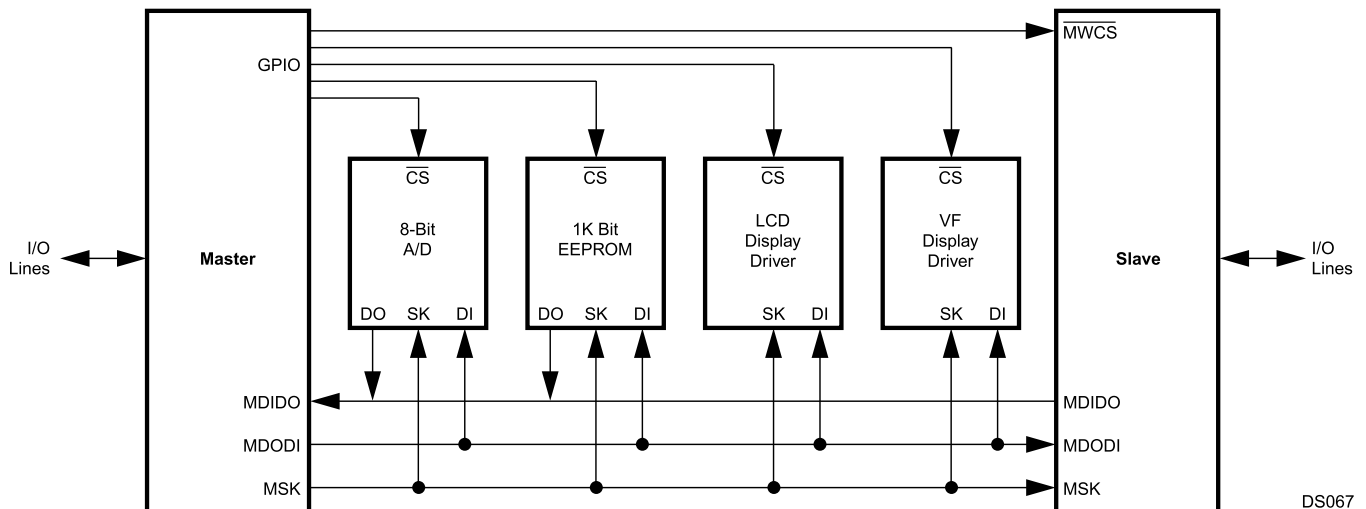 MWCS
GPIO
CS
CS
CS
CS
8-Bit
A/D
1K Bit
EEPROM
LCD
Display
Driver
VF
Display
Driver
I/O
Lines
Master
Slave
I/O
Lines
DO SK DI
DO SK DI
SK DI
SK DI
MDIDO
MDIDO
MDODI
MDODI
MSK
MSK
DS067